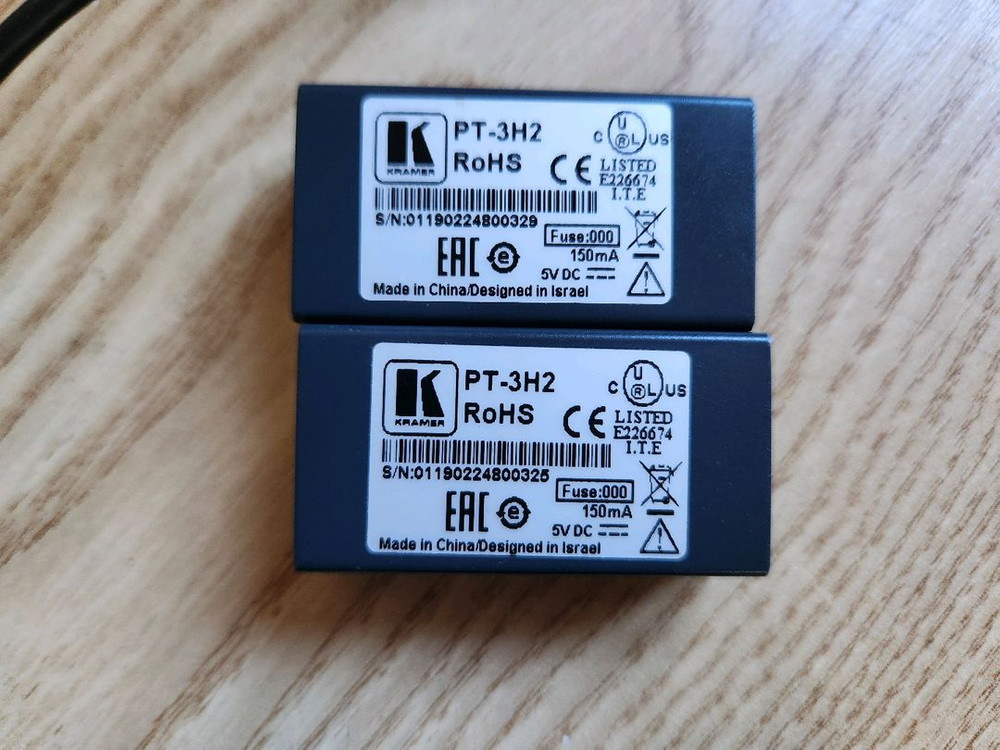 K
KRAMER
PT-3H2
RoHS
CE
C UL US
®
LISTED
E226674
I.T.E
S/N:01190224800329
EAC
e
Fuse:000
150mA
5V DC
Made in China/Designed in Israel
K
KRAMER
PT-3H2
RoHS
CE
C UL US
®
LISTED
E226674
I.T.E
S/N:01190224800325
EAC
e
Fuse:000
150mA
5V DC
Made in China/Designed in Israel